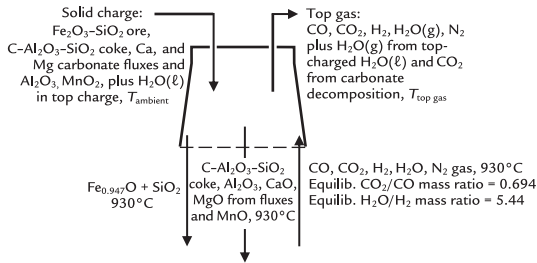 Solid charge:
Fe₂O₃–SiO₂ ore,
C–Al₂O₃–SiO₂ coke, Ca, and
Mg carbonate fluxes and
Al₂O₃, MnO₂, plus H₂O(ℓ)
in top charge, T_ambient
Top gas:
CO, CO₂, H₂, H₂O(g), N₂
plus H₂O(g) from top-
charged H₂O(ℓ) and CO₂
from carbonate
decomposition, T_top gas
Fe₀.₉₄₇O + SiO₂
930°C
C–Al₂O₃–SiO₂
coke, Al₂O₃, CaO,
MgO from fluxes
and MnO, 930°C
CO, CO₂, H₂, H₂O, N₂ gas, 930°C
Equilib. CO₂/CO mass ratio = 0.694
Equilib. H₂O/H₂ mass ratio = 5.44